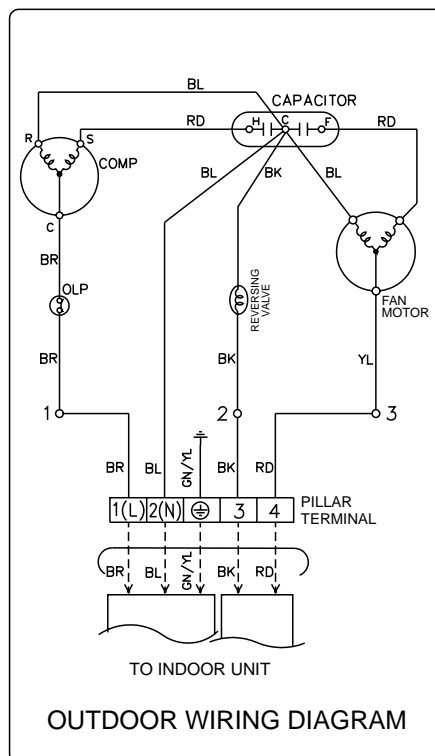 BL
CAPACITOR
R S RD H C F RD
COMP BL BK BL
C
BR
OLP
REVERSING
VALVE
FAN
MOTOR
BR BK YL
1 2 3
BR BL GN/YL BK RD
1(L) 2(N) 3 4 PILLAR
TERMINAL
BR BL GN/YL BK RD
TO INDOOR UNIT
OUTDOOR WIRING DIAGRAM